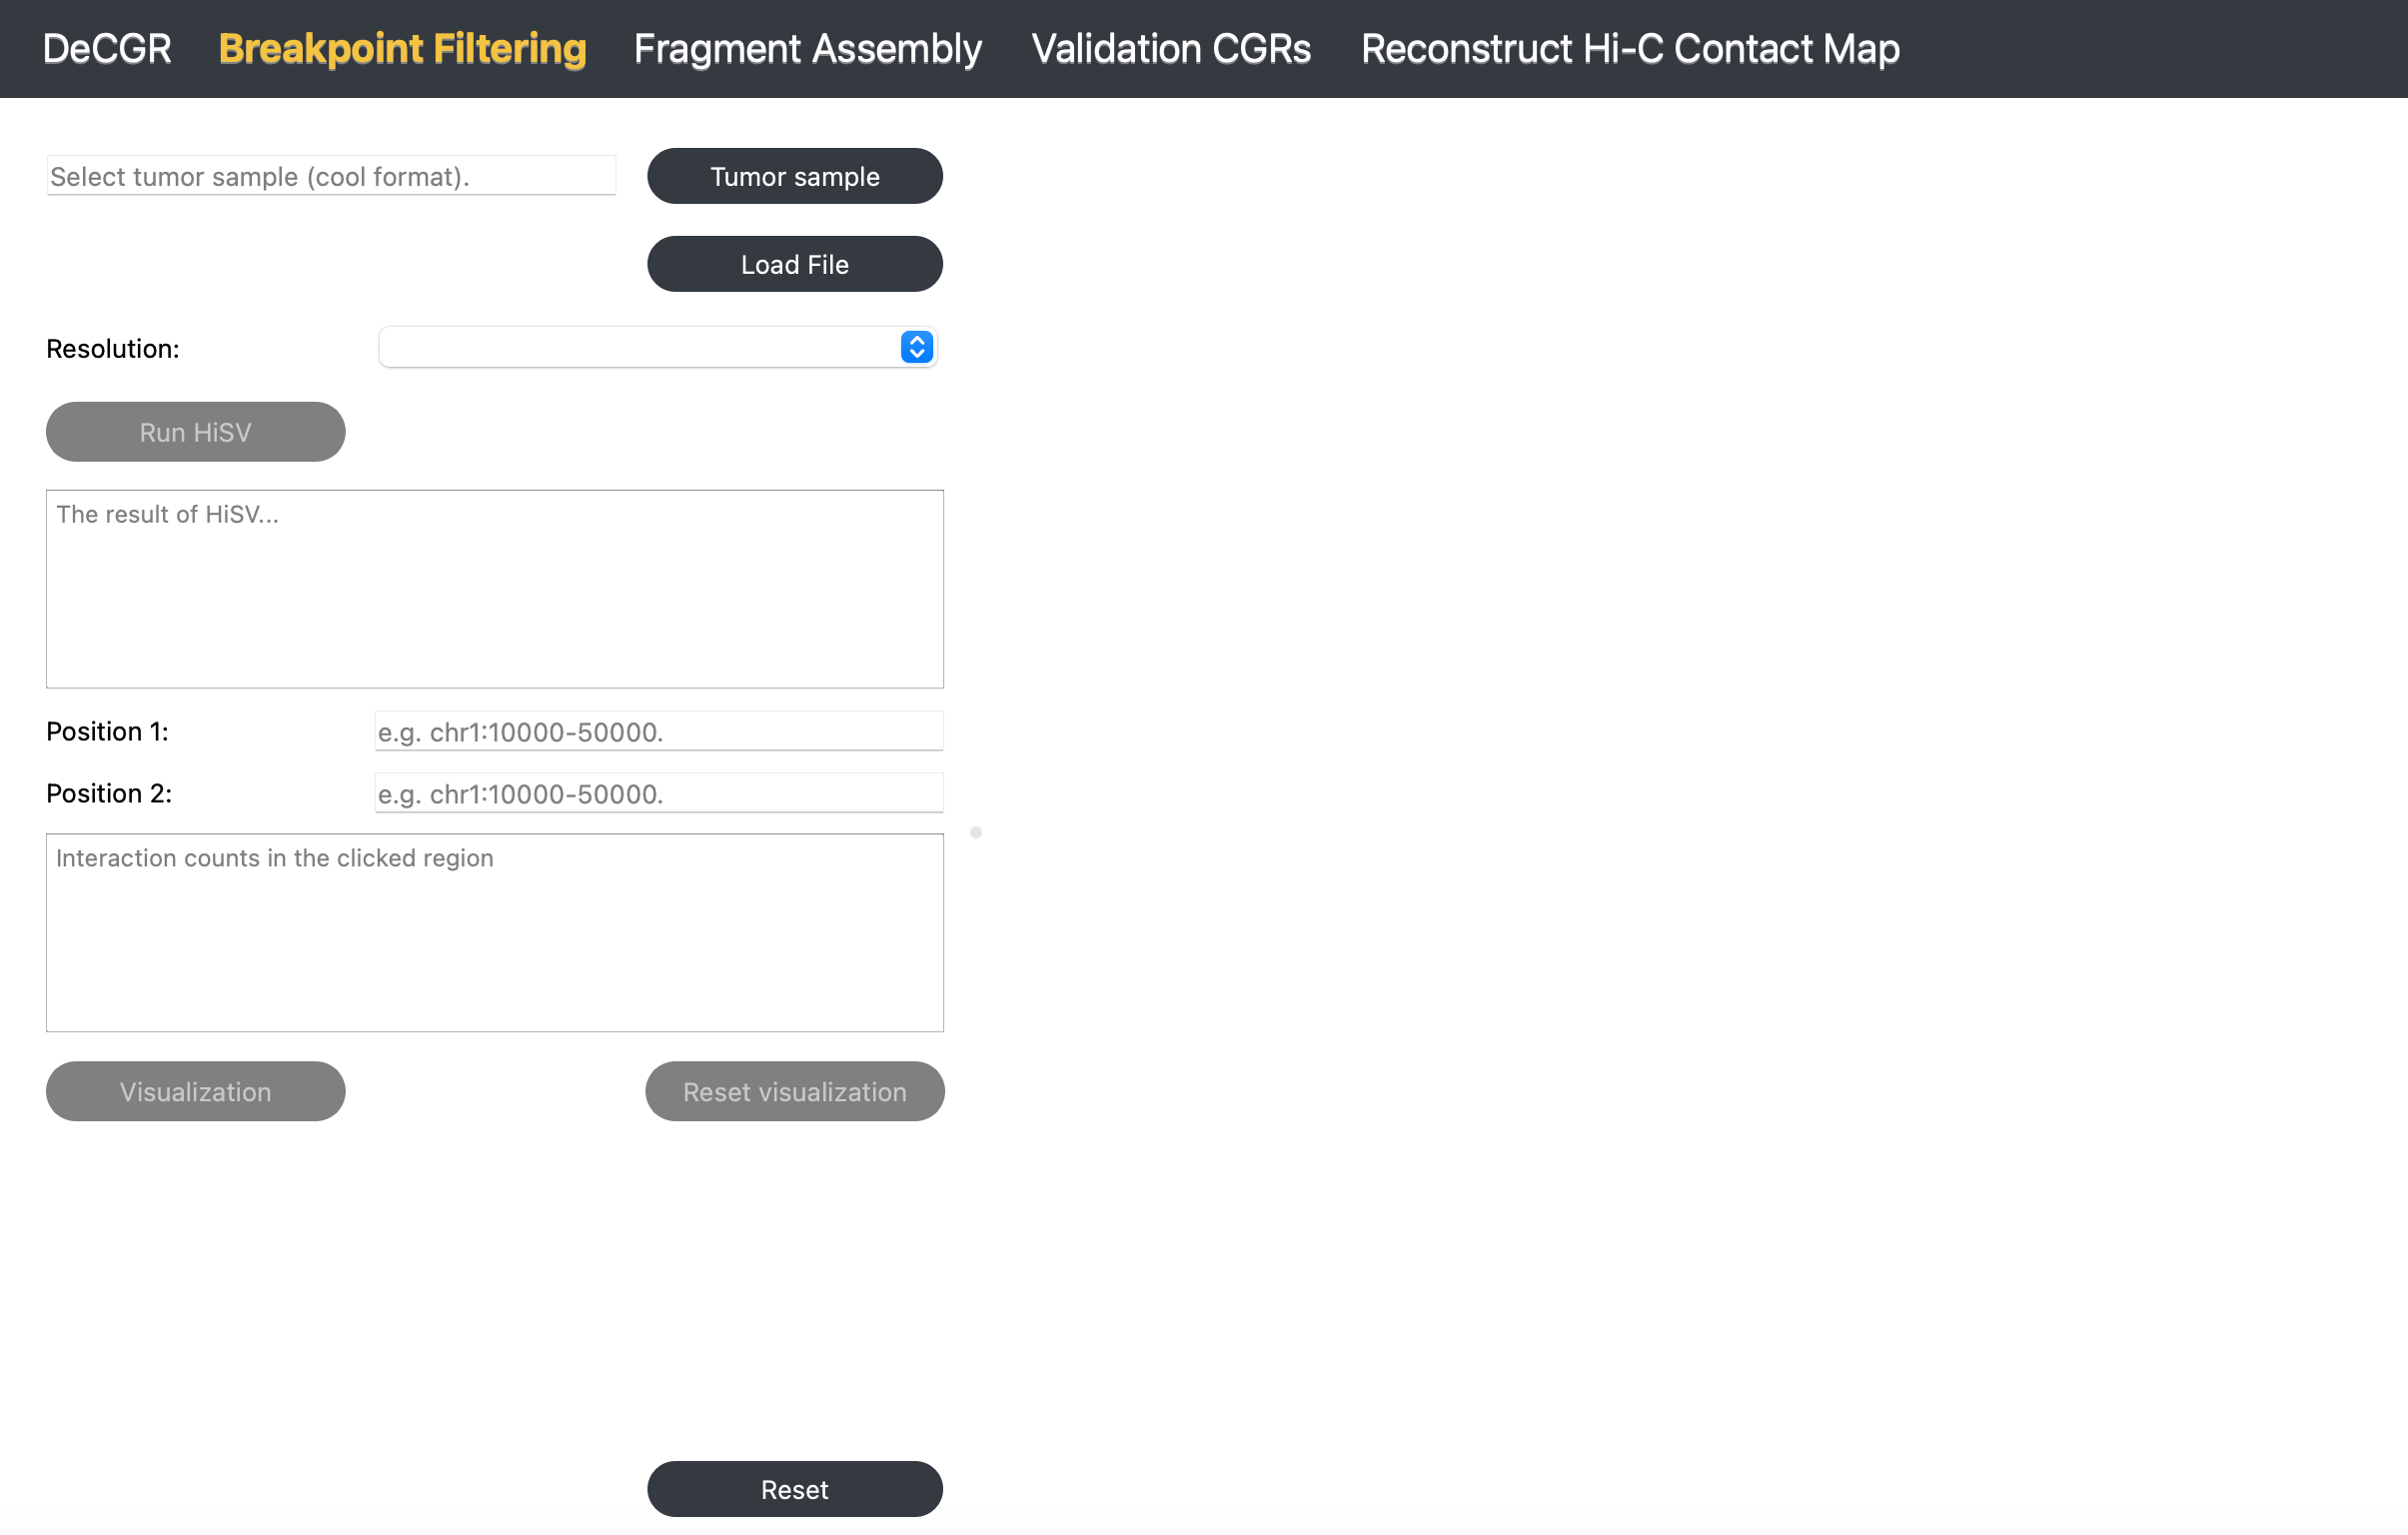 DeCGR Breakpoint Filtering Fragment Assembly Validation CGRs Reconstruct Hi-C Contact Map
Select tumor sample (cool format). Tumor sample
Load File
Resolution:
Run HiSV
The result of HiSV...
Position 1: e.g. chr1:10000-50000.
Position 2: e.g. chr1:10000-50000.
Interaction counts in the clicked region
Visualization Reset visualization
Reset